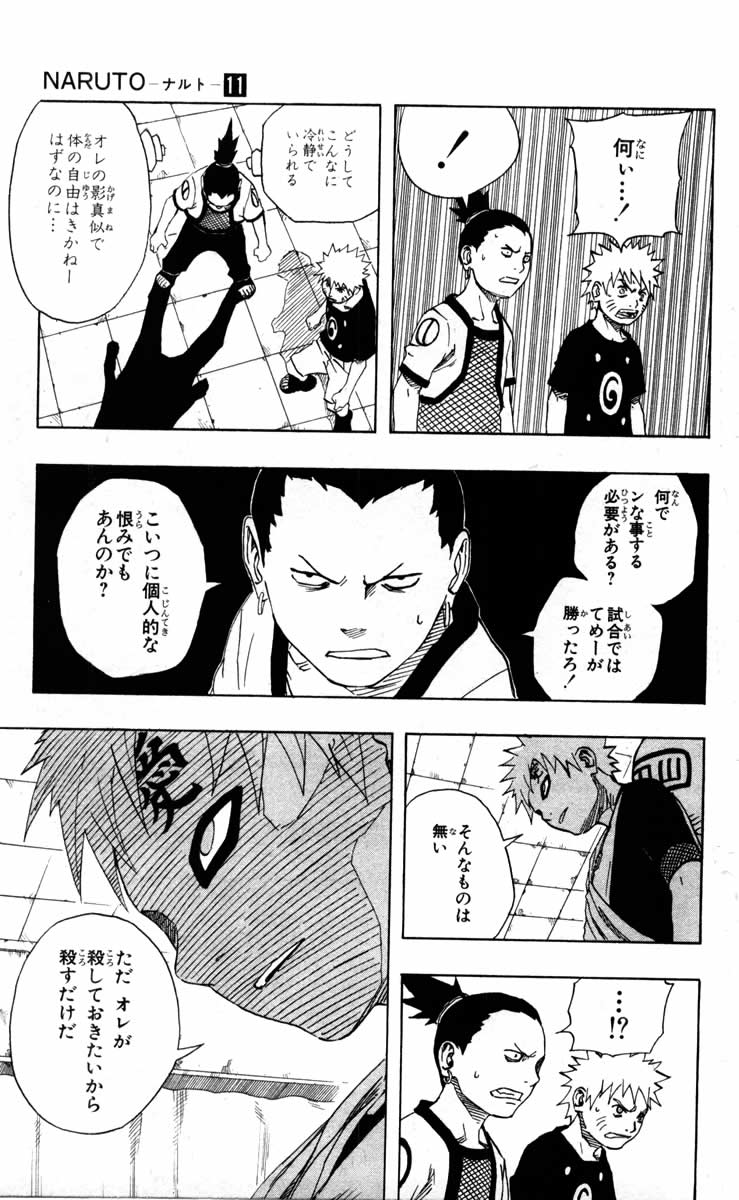 NARUTO―ナルト―11
何ィ…!
！
どうして
こんなに
冷静で
いられる
オレの影真似で
体の自由はきかねー
はずなのに…
何で
ンな事する
必要がある？
試合では
てめーが
勝ったろ！
こいつに個人的な
恨みでも
あんのか？
そんなものは
無い
…!?
ただ オレが
殺しておきたいから
殺すだけだ